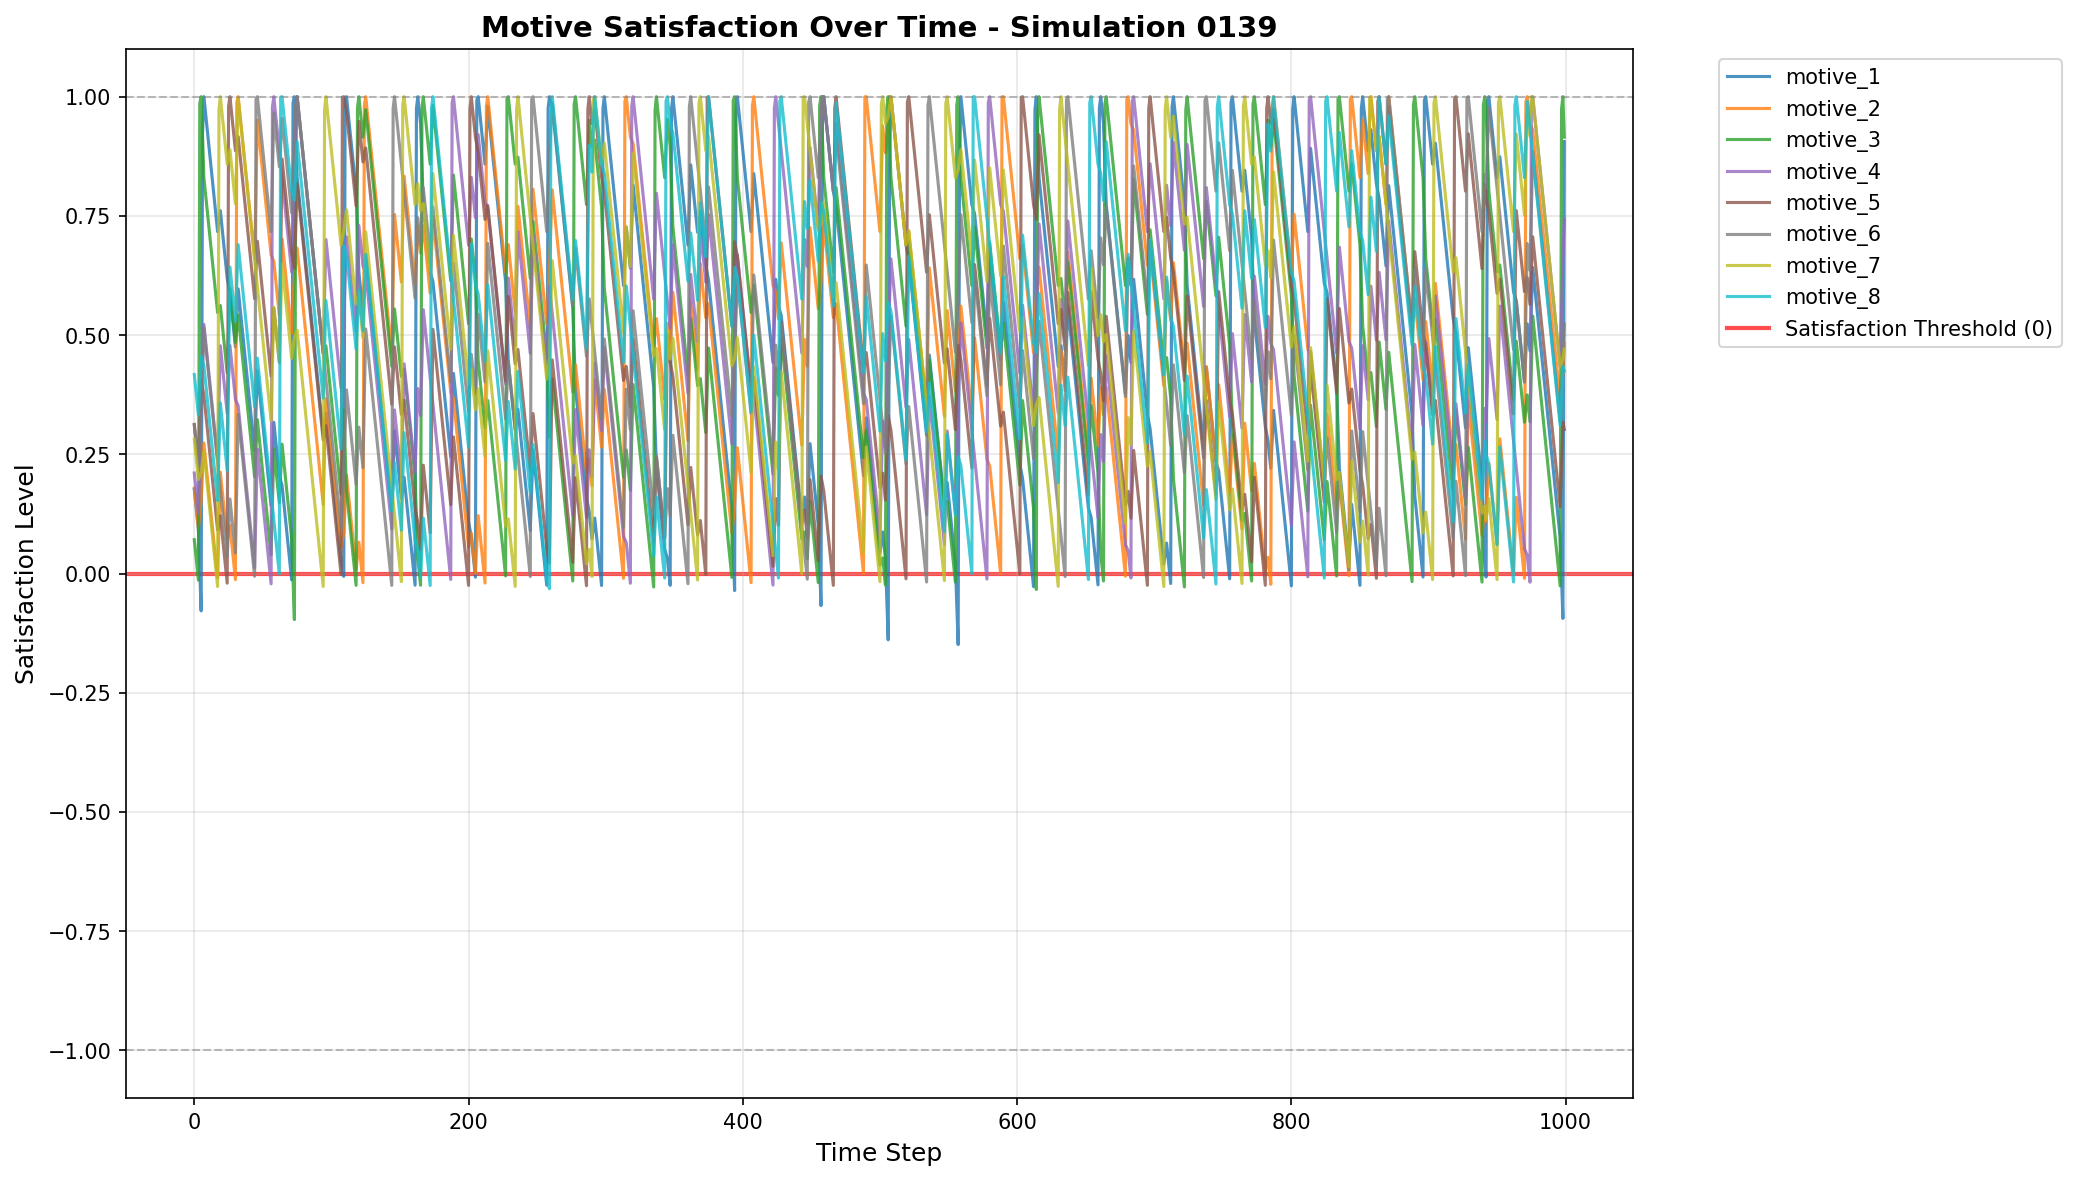 Motive Satisfaction Over Time - Simulation 0139
Satisfaction Level
1.00
0.75
0.50
0.25
0.00
−0.25
−0.50
−0.75
−1.00
0
200
400
600
800
1000
Time Step
motive_1
motive_2
motive_3
motive_4
motive_5
motive_6
motive_7
motive_8
Satisfaction Threshold (0)